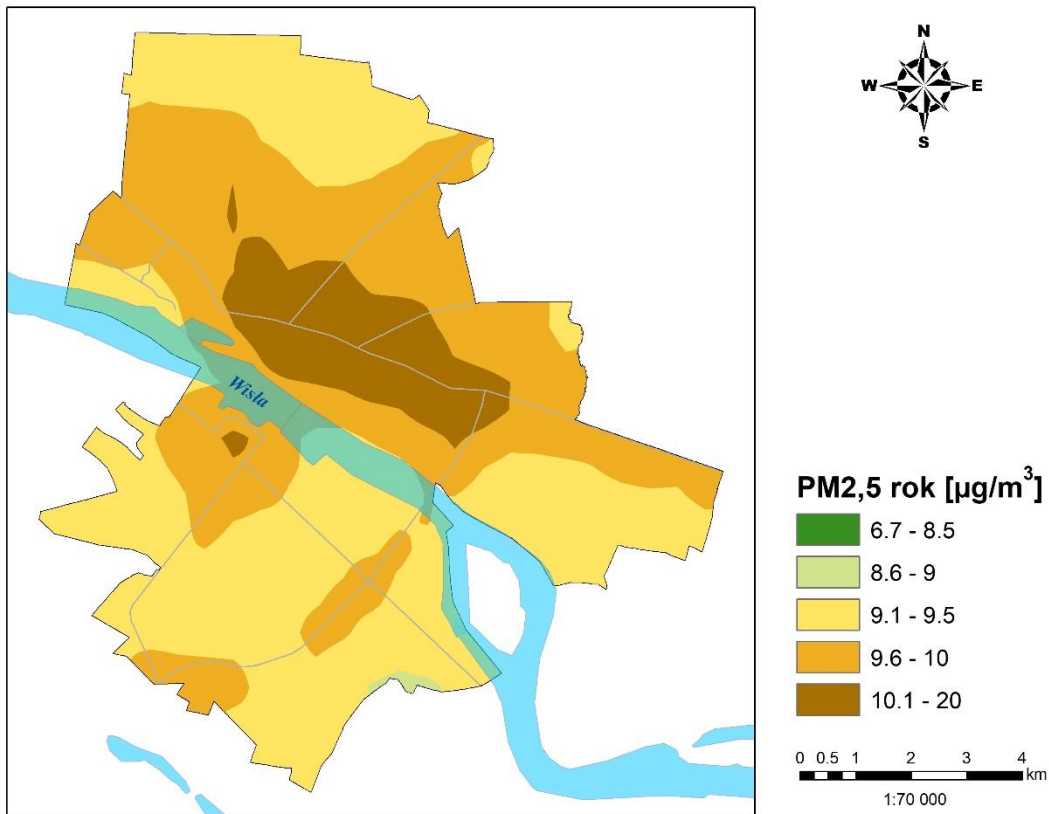 N
W E
S
Wisła
PM2,5 rok [µg/m³]
6.7 - 8.5
8.6 - 9
9.1 - 9.5
9.6 - 10
10.1 - 20
0 0.5 1 2 3 4
km
1:70 000